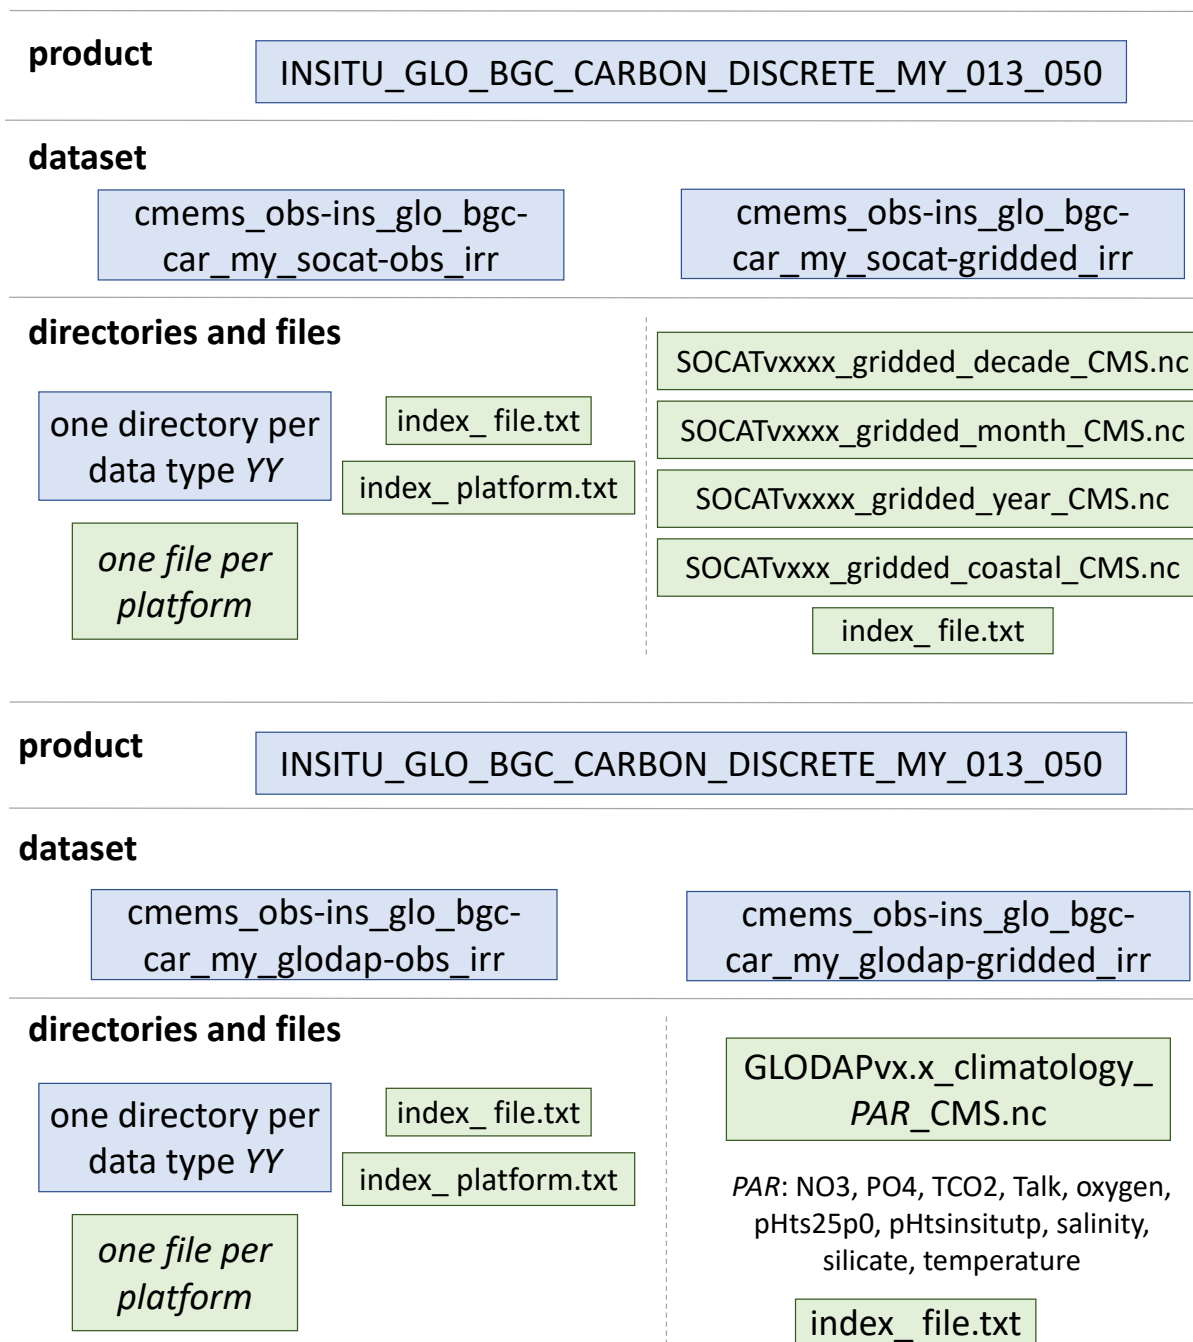 product
INSITU_GLO_BGC_CARBON_DISCRETE_MY_013_050
dataset
cmems_obs-ins_glo_bgc-
car_my_socat-obs_irr
cmems_obs-ins_glo_bgc-
car_my_socat-gridded_irr
directories and files
one directory per
data type YY
one file per
platform
index_ file.txt
index_ platform.txt
SOCATvxxxx_gridded_decade_CMS.nc
SOCATvxxxx_gridded_month_CMS.nc
SOCATvxxxx_gridded_year_CMS.nc
SOCATvxxx_gridded_coastal_CMS.nc
index_ file.txt
product
INSITU_GLO_BGC_CARBON_DISCRETE_MY_013_050
dataset
cmems_obs-ins_glo_bgc-
car_my_glodap-obs_irr
cmems_obs-ins_glo_bgc-
car_my_glodap-gridded_irr
directories and files
one directory per
data type YY
one file per
platform
index_ file.txt
index_ platform.txt
GLODAPvx.x_climatology_
PAR_CMS.nc
PAR: NO3, PO4, TCO2, Talk, oxygen,
pHts25p0, pHtsinsitutp, salinity,
silicate, temperature
index_ file.txt